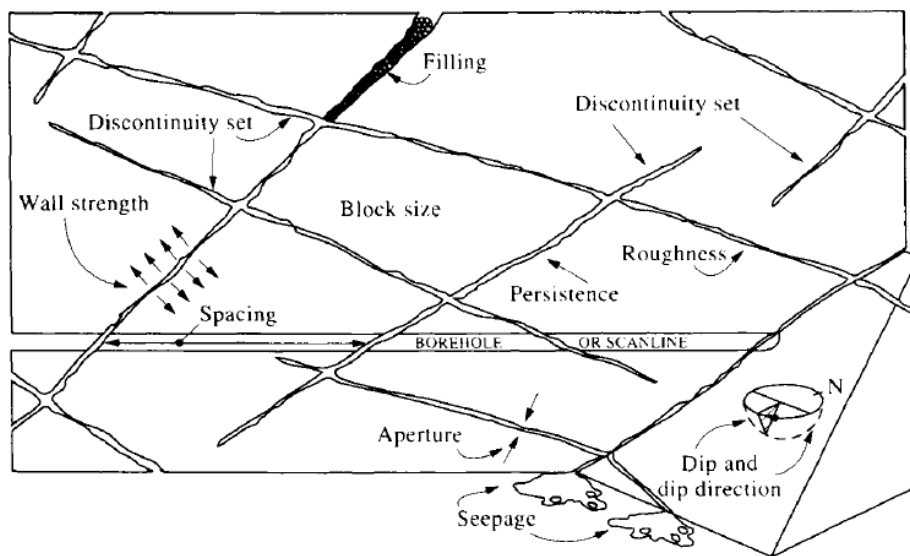 Filling
Discontinuity set
Discontinuity set
Wall strength
Block size
Roughness
Persistence
Spacing
BOREHOLE OR SCANLINE
N
Aperture
Dip and
dip direction
Seepage